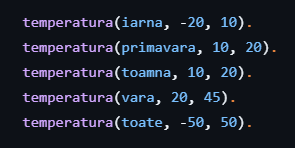 temperatura(iarna, -20, 10).
temperatura(primavara, 10, 20).
temperatura(toamna, 10, 20).
temperatura(vara, 20, 45).
temperatura(toate, -50, 50).